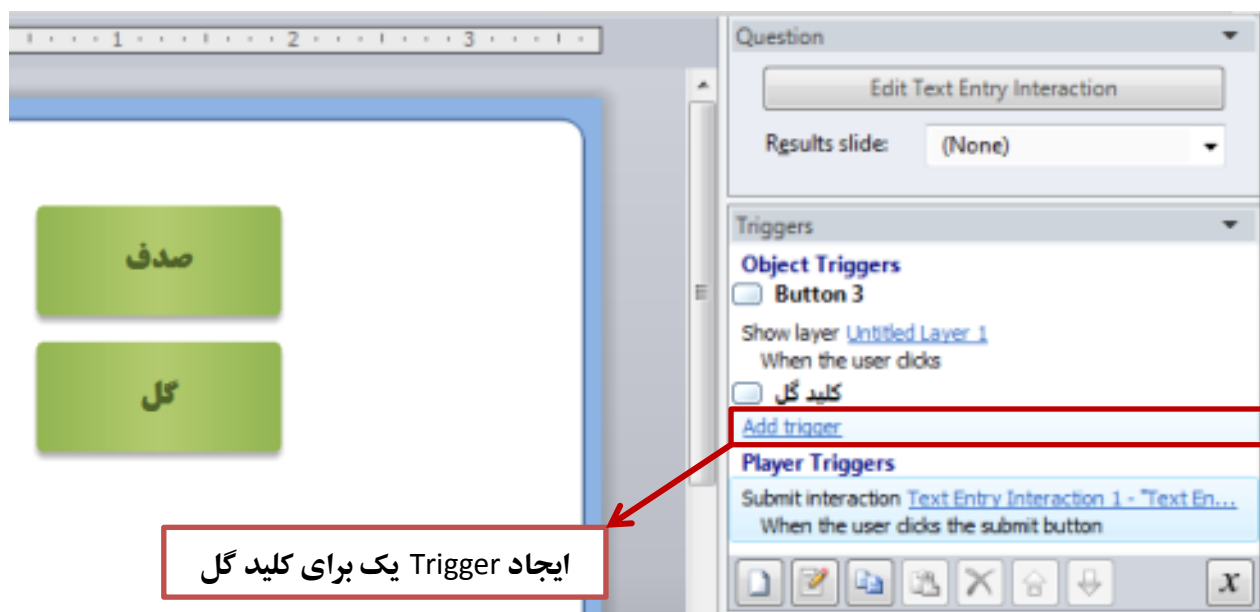 1 2 3
Question
Edit Text Entry Interaction
Results slide: (None)
صدف
گل
Triggers
Object Triggers
Button 3
Show layer Untitled Layer 1
When the user clicks
کلید گل
Add trigger
Player Triggers
Submit interaction Text Entry Interaction 1 - "Text En...
When the user clicks the submit button
ایجاد Trigger یک برای کلید گل
x